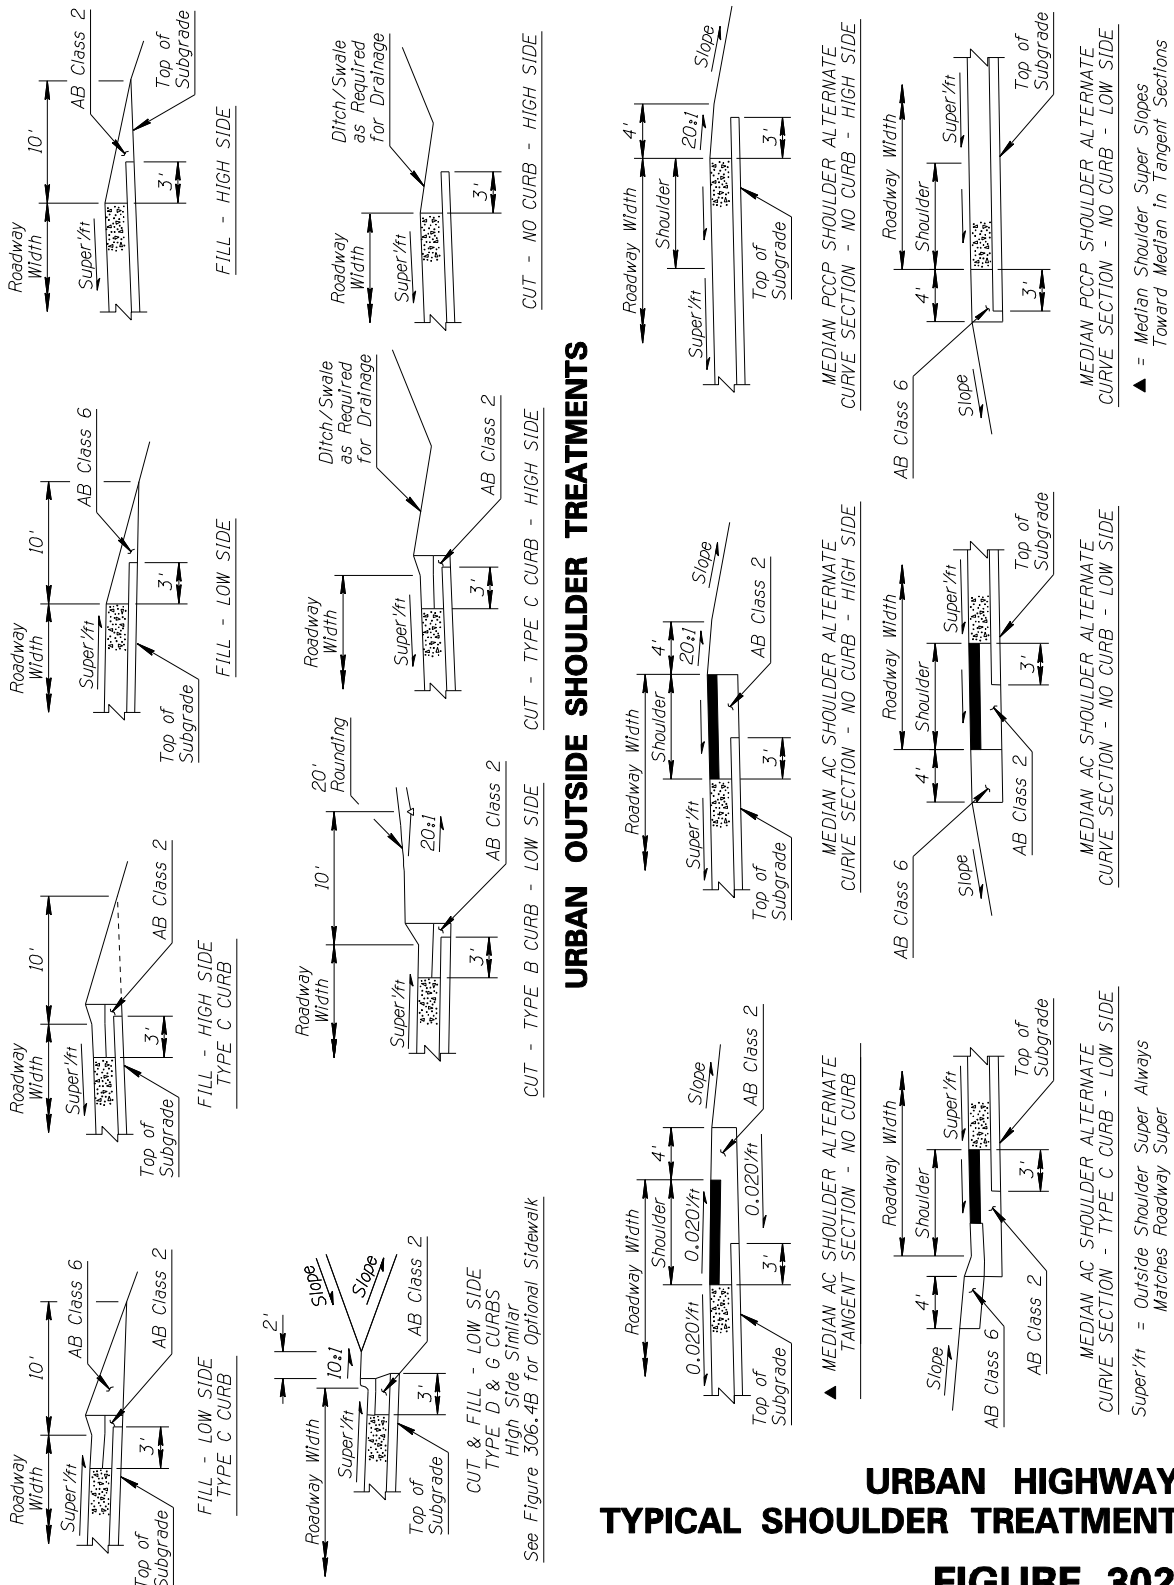 Roadway
Width
10'
AB Class 6
AB Class 2
Super'/ft
3'
Top of
Subgrade
FILL - LOW SIDE
TYPE C CURB
Roadway
Width
10'
AB Class 2
Super'/ft
3'
Top of
Subgrade
FILL - HIGH SIDE
TYPE C CURB
Roadway
Width
10'
AB Class 6
Super'/ft
3'
Top of
Subgrade
FILL - LOW SIDE
Roadway
Width
10'
AB Class 2
Top of
Subgrade
Super'/ft
3'
FILL - HIGH SIDE
Roadway Width
2'
10:1
Slope
Slope
Super'/ft
3'
AB Class 2
Top of
Subgrade
CUT & FILL - LOW SIDE
TYPE D & G CURBS
High Side Similar
See Figure 306.4B for Optional Sidewalk
Roadway
Width
10'
20'
Rounding
20:1
Super'/ft
3'
AB Class 2
CUT - TYPE B CURB - LOW SIDE
Roadway
Width
Ditch/Swale
as Required
for Drainage
Super'/ft
3'
AB Class 2
CUT - TYPE C CURB - HIGH SIDE
Roadway
Width
Ditch/Swale
as Required
for Drainage
Super'/ft
3'
CUT - NO CURB - HIGH SIDE
URBAN OUTSIDE SHOULDER TREATMENTS
Roadway Width
Shoulder
4'
Slope
0.020'/ft
0.020'/ft
0.020'/ft
3'
AB Class 2
Top of
Subgrade
▲ MEDIAN AC SHOULDER ALTERNATE
TANGENT SECTION - NO CURB
Roadway Width
Shoulder
4'
20:1
Slope
Super'/ft
3'
AB Class 2
Top of
Subgrade
MEDIAN AC SHOULDER ALTERNATE
CURVE SECTION - NO CURB - HIGH SIDE
Roadway Width
Shoulder
4'
20:1
Slope
Super'/ft
3'
Top of
Subgrade
MEDIAN PCCP SHOULDER ALTERNATE
CURVE SECTION - NO CURB - HIGH SIDE
Roadway Width
Shoulder
4'
Slope
Super'/ft
3'
AB Class 6
AB Class 2
Top of
Subgrade
MEDIAN AC SHOULDER ALTERNATE
CURVE SECTION - TYPE C CURB - LOW SIDE
Roadway Width
Shoulder
4'
Slope
Super'/ft
3'
AB Class 6
AB Class 2
Top of
Subgrade
MEDIAN AC SHOULDER ALTERNATE
CURVE SECTION - NO CURB - LOW SIDE
Roadway Width
Shoulder
4'
Slope
Super'/ft
3'
AB Class 6
Top of
Subgrade
MEDIAN PCCP SHOULDER ALTERNATE
CURVE SECTION - NO CURB - LOW SIDE
Super'/ft = Outside Shoulder Super Always
Matches Roadway Super
▲ = Median Shoulder Super Slopes
Toward Median In Tangent Sections
URBAN HIGHWAY
TYPICAL SHOULDER TREATMENT
FIGURE 302